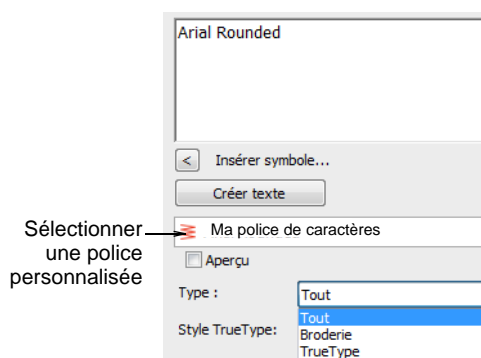 Arial Rounded
< Insérer symbole...
Créer texte
Sélectionner
une police
personnalisée
Ma police de caractères
Aperçu
Type :
Tout
Style TrueType:
Tout
Broderie
TrueType